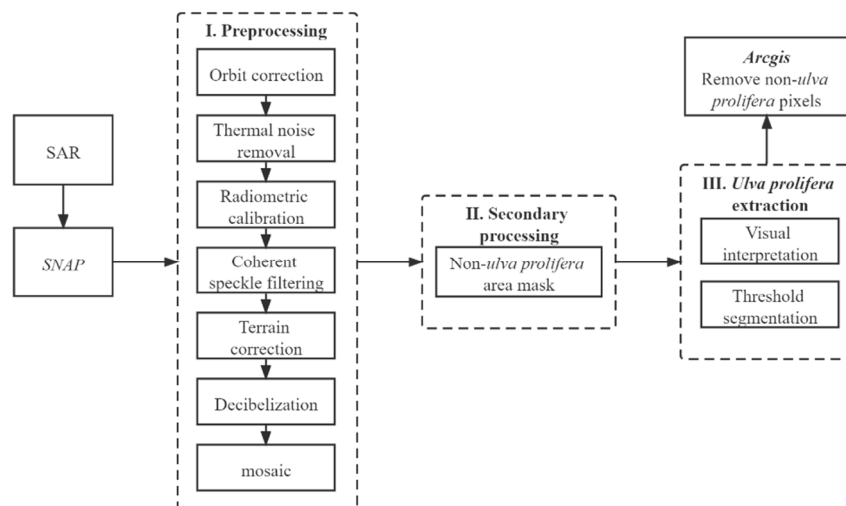 SAR
SNAP
I. Preprocessing
Orbit correction
Thermal noise
removal
Radiometric
calibration
Coherent
speckle filtering
Terrain
correction
Decibelization
mosaic
II. Secondary
processing
Non-ulva prolifera
area mask
III. Ulva prolifera
extraction
Visual
interpretation
Threshold
segmentation
Arcgis
Remove non-ulva
prolifera pixels